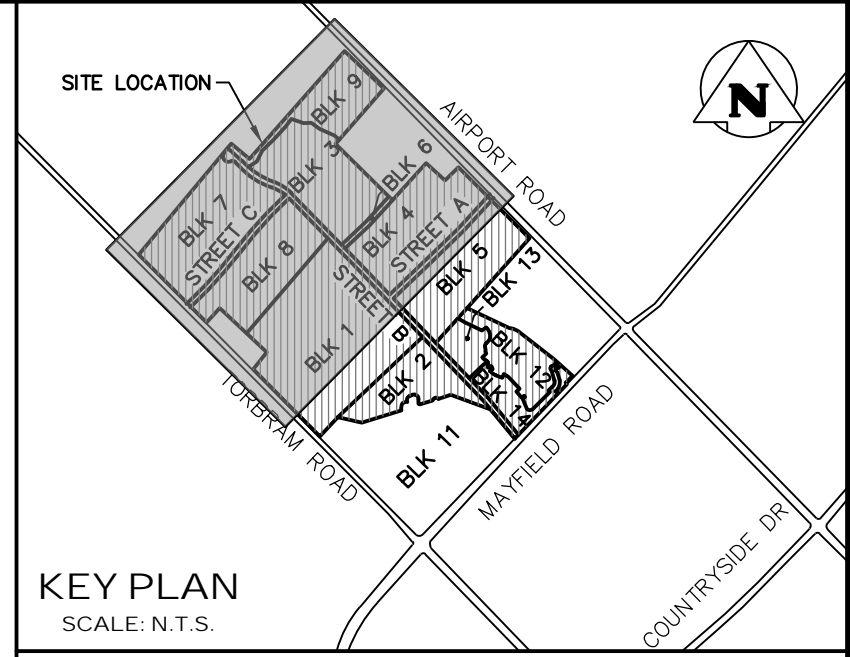 SITE LOCATION
N
BLK 9
AIRPORT ROAD
BLK 3
BLK 6
BLK 7
STREET C
BLK 4
STREET A
BLK 8
BLK 5
BLK 13
STREET B
BLK 1
BLK 2
BLK 12
BLK 14
TORBRAM ROAD
BLK 11
MAYFIELD ROAD
COUNTRYSIDE DR
KEY PLAN
SCALE: N.T.S.